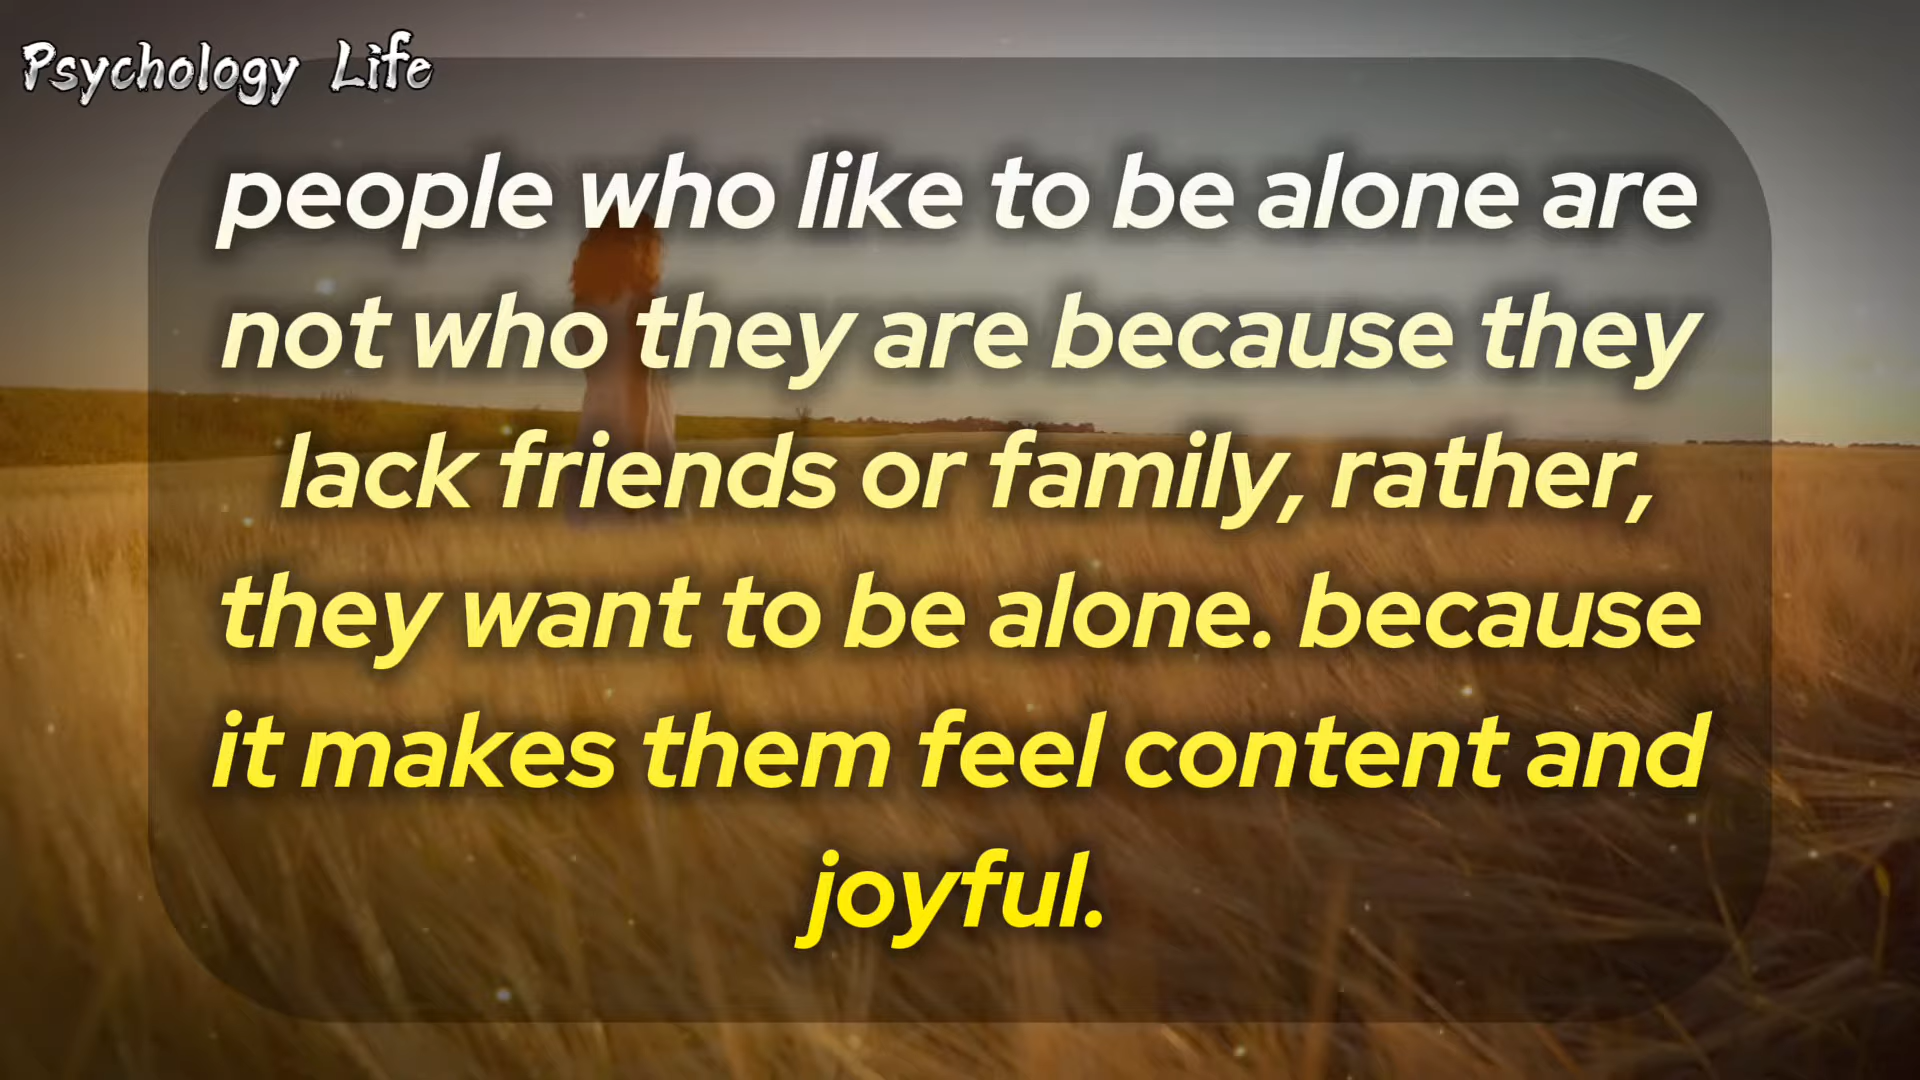 Psychology Life
people who like to be alone are
not who they are because they
lack friends or family, rather,
they want to be alone. because
it makes them feel content and
joyful.